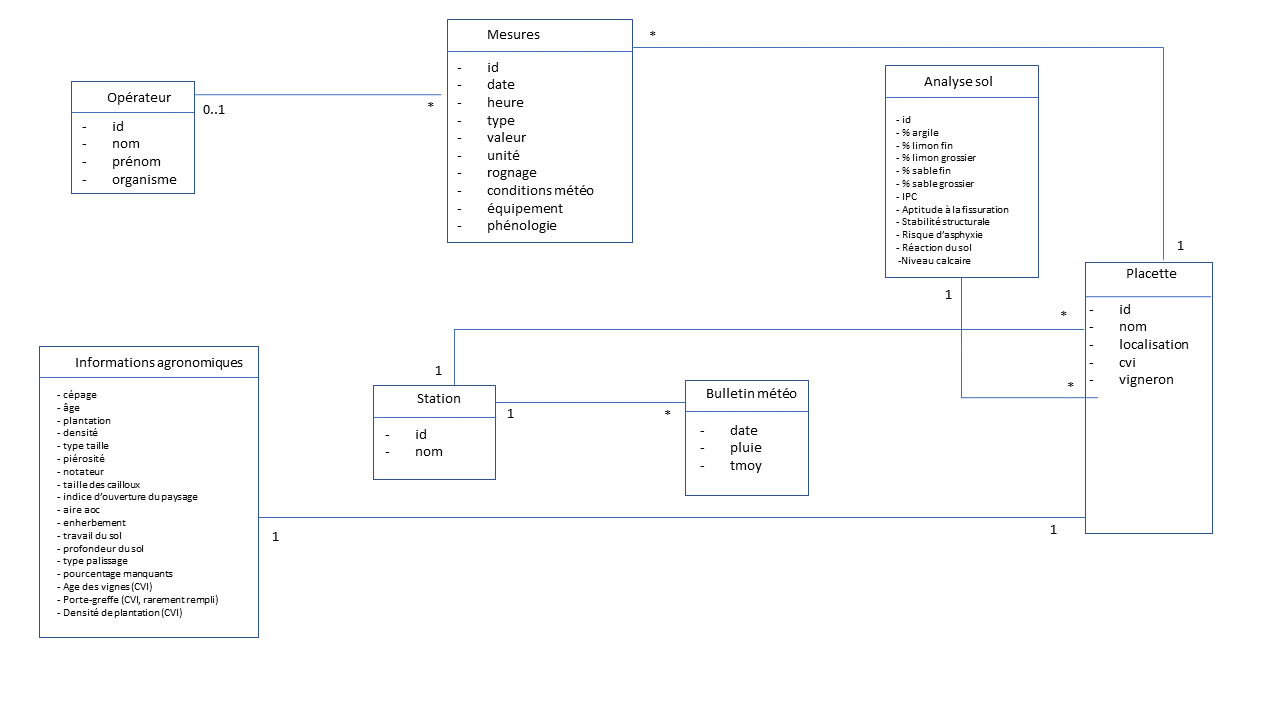 Mesures
- id
- date
- heure
- type
- valeur
- unité
- rognage
- conditions météo
- équipement
- phénologie
*
Opérateur
- id
- nom
- prénom
- organisme
0..1
*
Analyse sol
- id
- % argile
- % limon fin
- % limon grossier
- % sable fin
- % sable grossier
- IPC
- Aptitude à la fissuration
- Stabilité structurale
- Risque d'asphyxie
- Réaction du sol
-Niveau calcaire
1
1
Placette
- id
- nom
- localisation
- cvi
- vigneron
*
*
1
Informations agronomiques
- cépage
- âge
- plantation
- densité
- type taille
- piérosité
- notateur
- taille des cailloux
- indice d'ouverture du paysage
- aire aoc
- enherbement
- travail du sol
- profondeur du sol
- type palissage
- pourcentage manquants
- Age des vignes (CVI)
- Porte-greffe (CVI, rarement rempli)
- Densité de plantation (CVI)
1
1
Station
- id
- nom
1
*
Bulletin météo
- date
- pluie
- tmoy